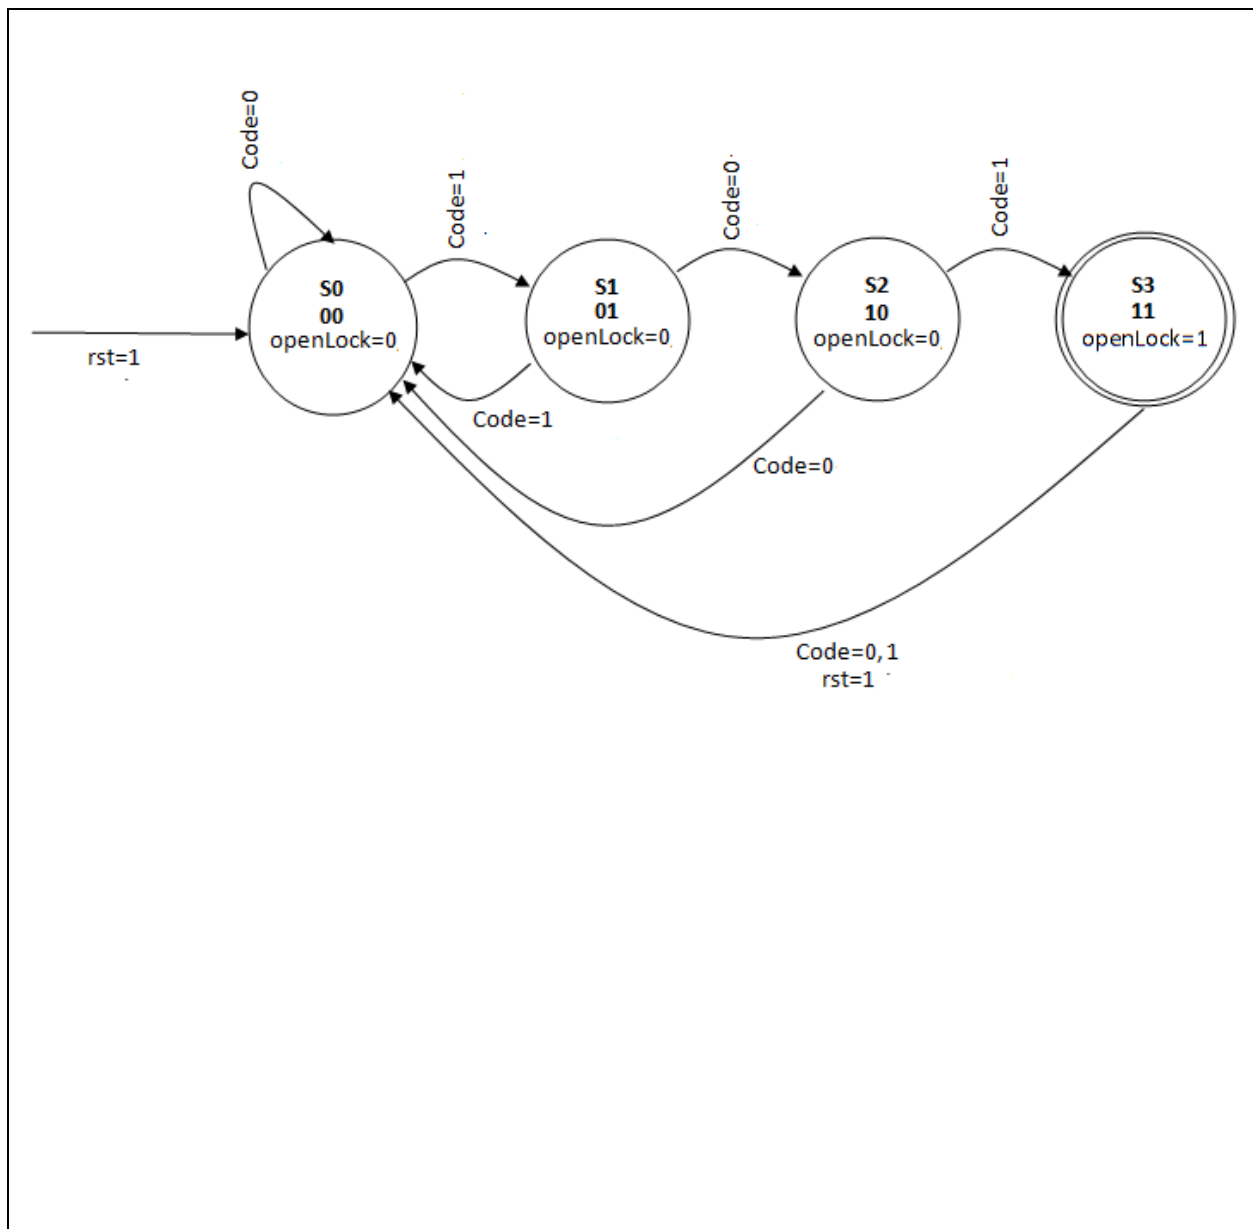 Code=0
Code=1
Code=0
Code=1
S0
00
openLock=0
S1
01
openLock=0
S2
10
openLock=0
S3
11
openLock=1
rst=1
Code=1
Code=0
Code=0,1
rst=1